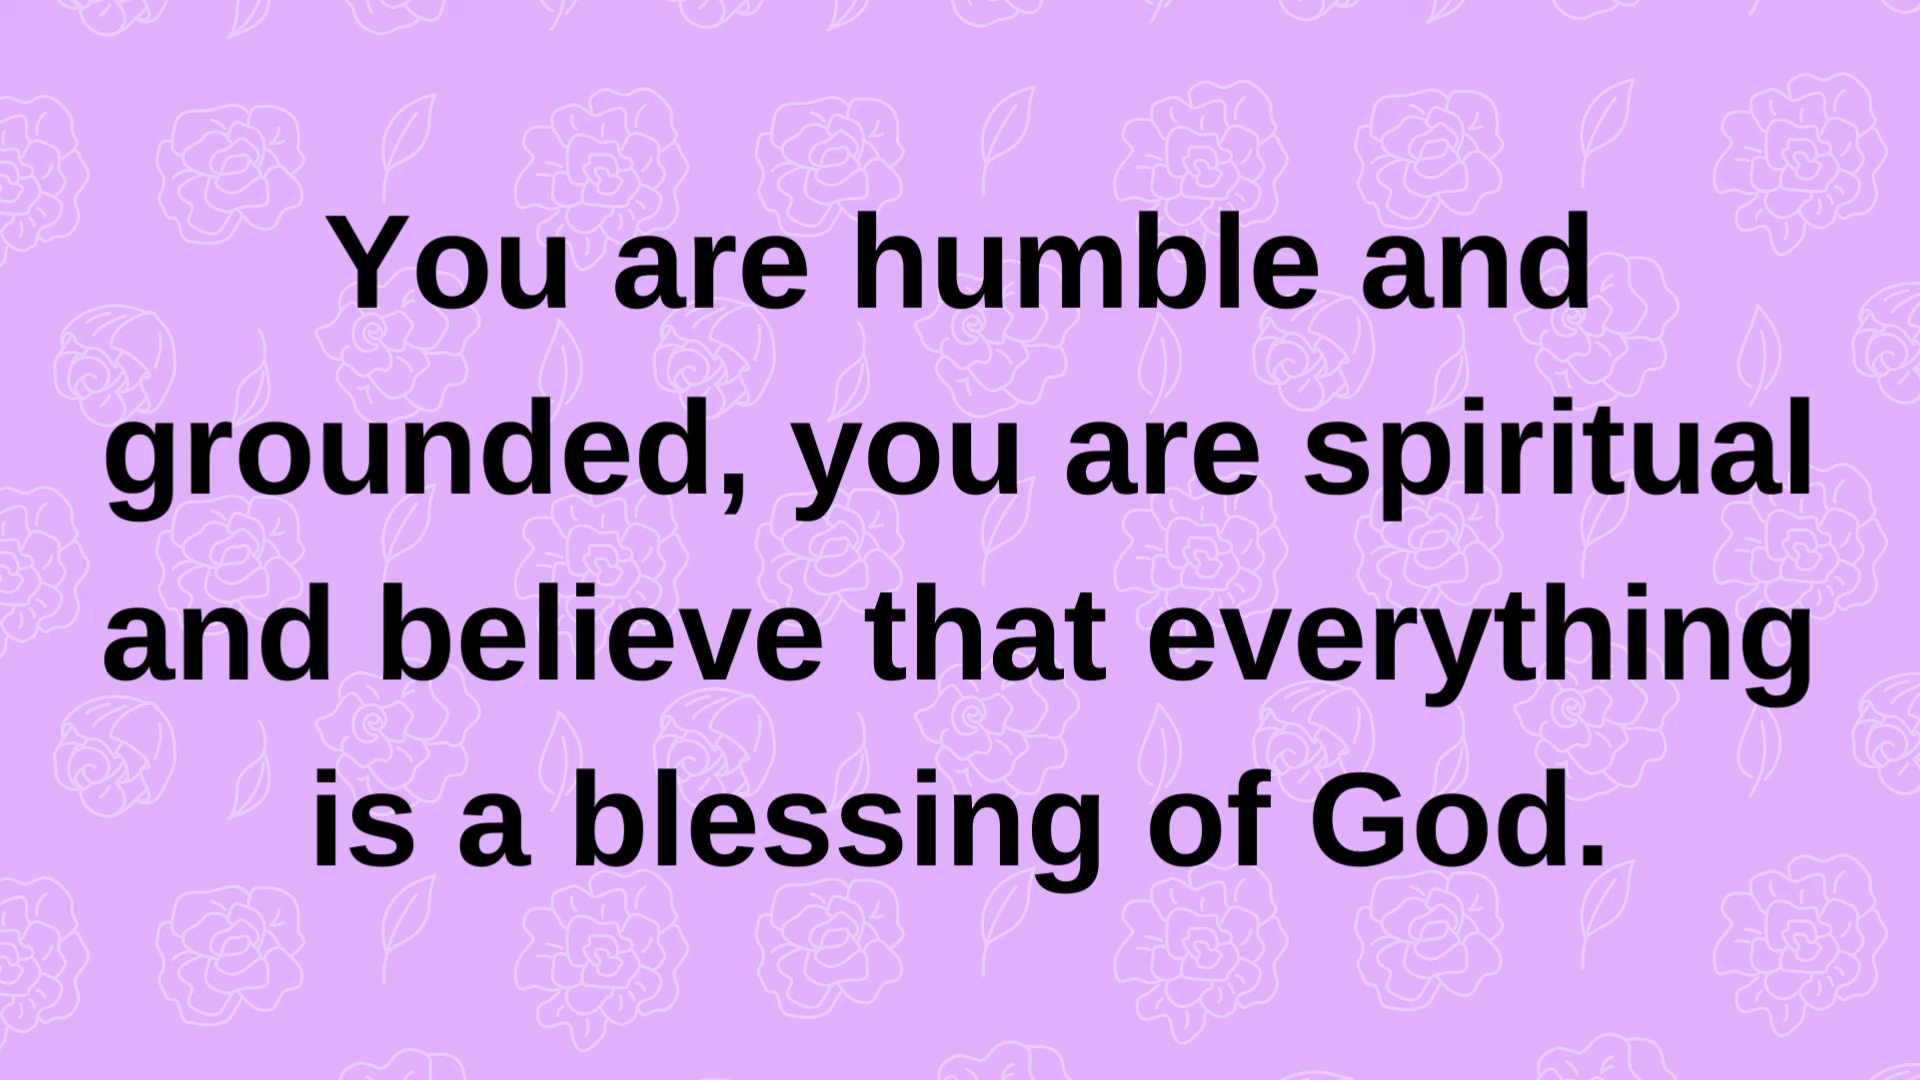 You are humble and
grounded, you are spiritual
and believe that everything
is a blessing of God.